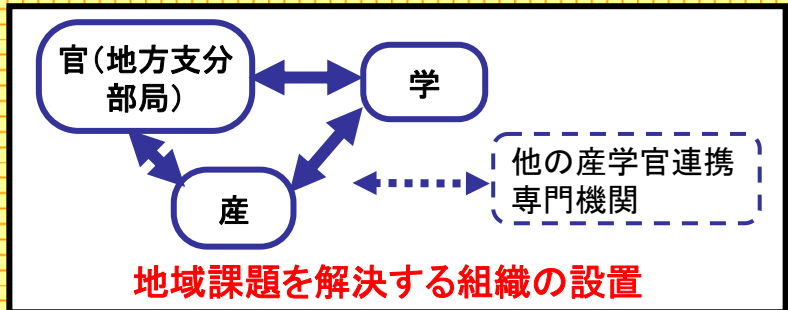 官(地方支分
部局)
学
産
他の産学官連携
専門機関
地域課題を解決する組織の設置